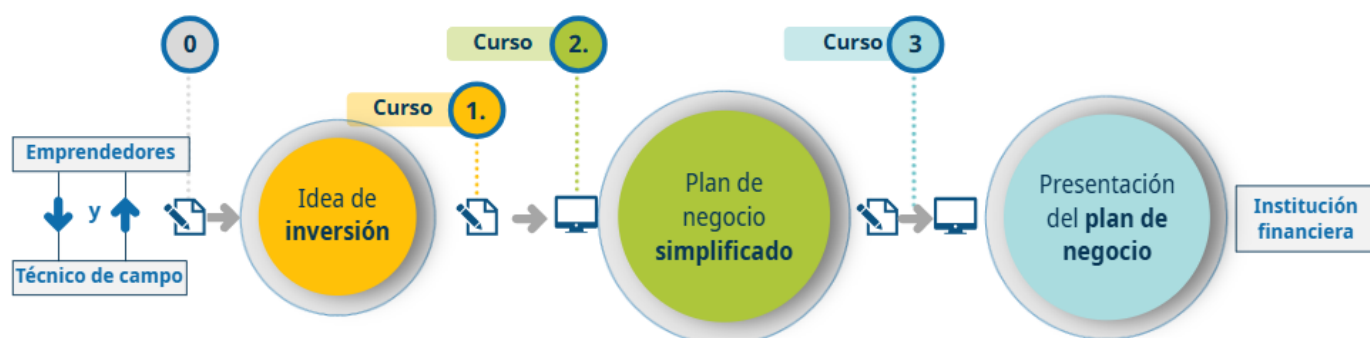 0
Curso 1.
Curso 2.
Curso 3
Emprendedores
y
Técnico de campo
Idea de
inversión
Plan de
negocio
simplificado
Presentación
del plan de
negocio
Institución
financiera